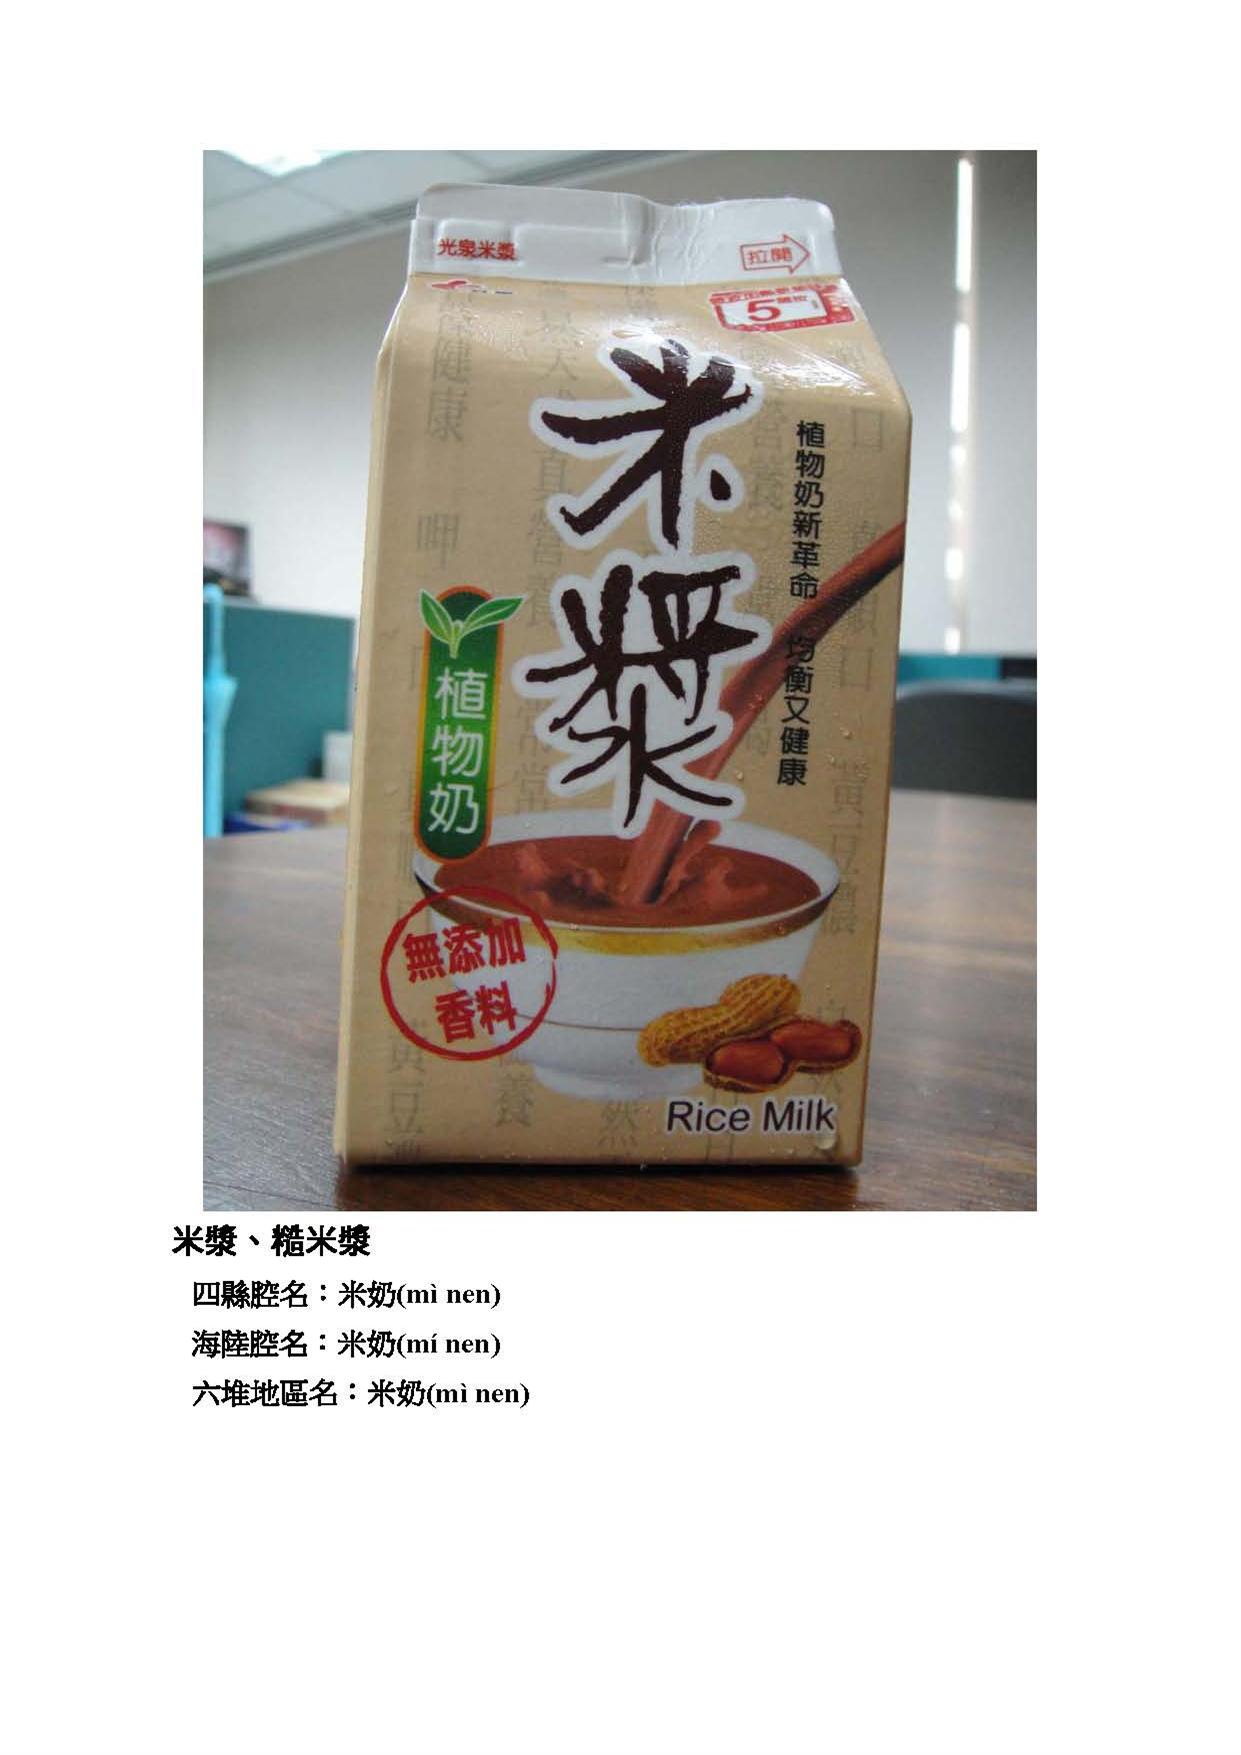 光泉米漿
拉開
5
米漿
植物奶新革命 均衡又健康
植物奶
無添加
香料
Rice Milk
米漿、糙米漿
四縣腔名：米奶(mì nen)
海陸腔名：米奶(mí nen)
六堆地區名：米奶(mì nen)